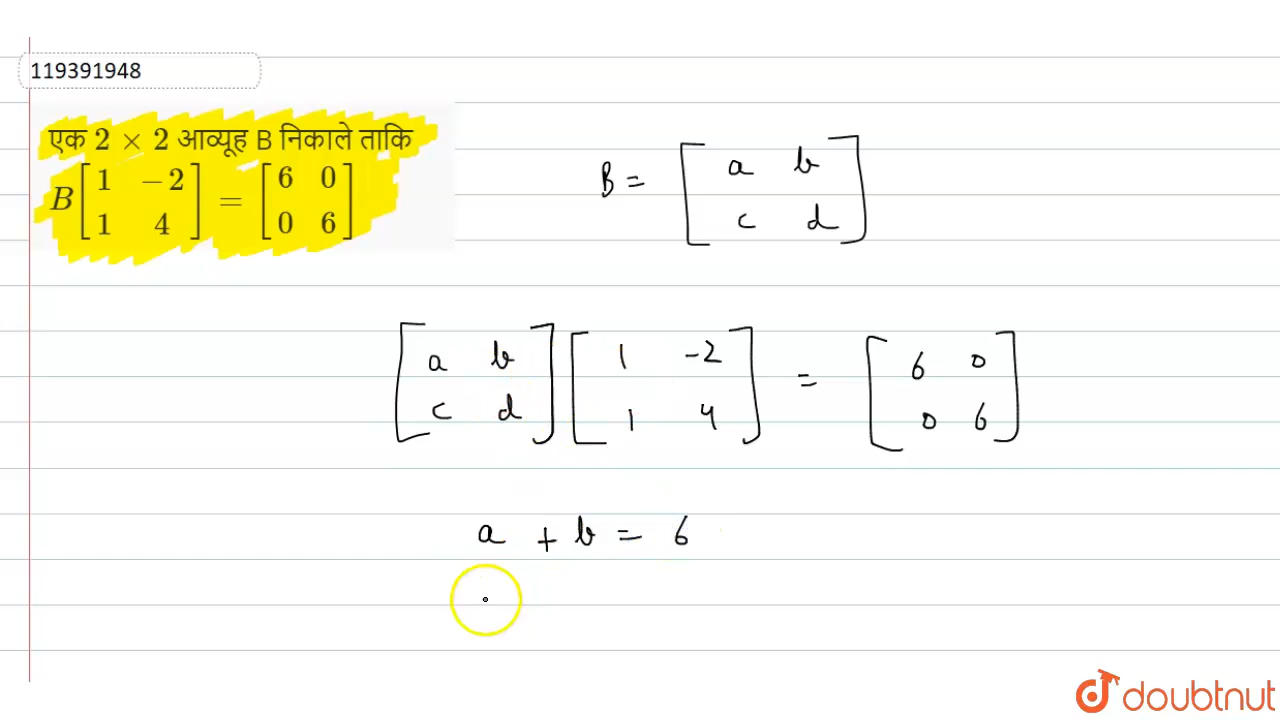 119391948
एक 2 × 2 आव्यूह B निकाले ताकि
B[1 -2; 1 4] = [6 0; 0 6]
B = [a b; c d]
[a b; c d][1 -2; 1 4] = [6 0; 0 6]
a + b = 6
doubtnut